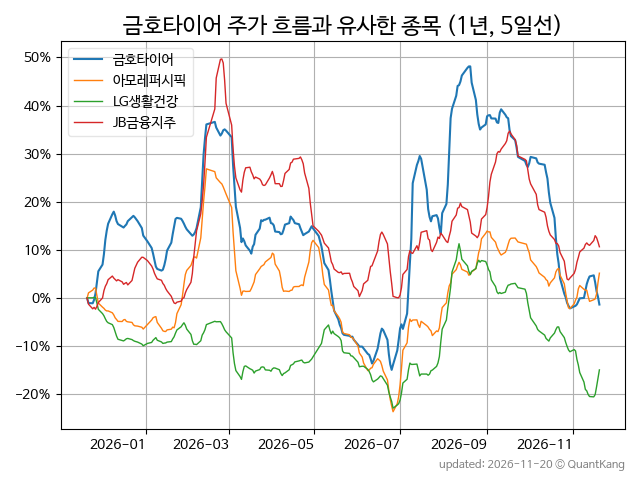 금호타이어 주가 흐름과 유사한 종목 (1년, 5일선)
금호타이어
아모레퍼시픽
LG생활건강
JB금융지주
50%
40%
30%
20%
10%
0%
−10%
−20%
2026-01 2026-03 2026-05 2026-07 2026-09 2026-11
updated: 2026-11-20 © QuantKang